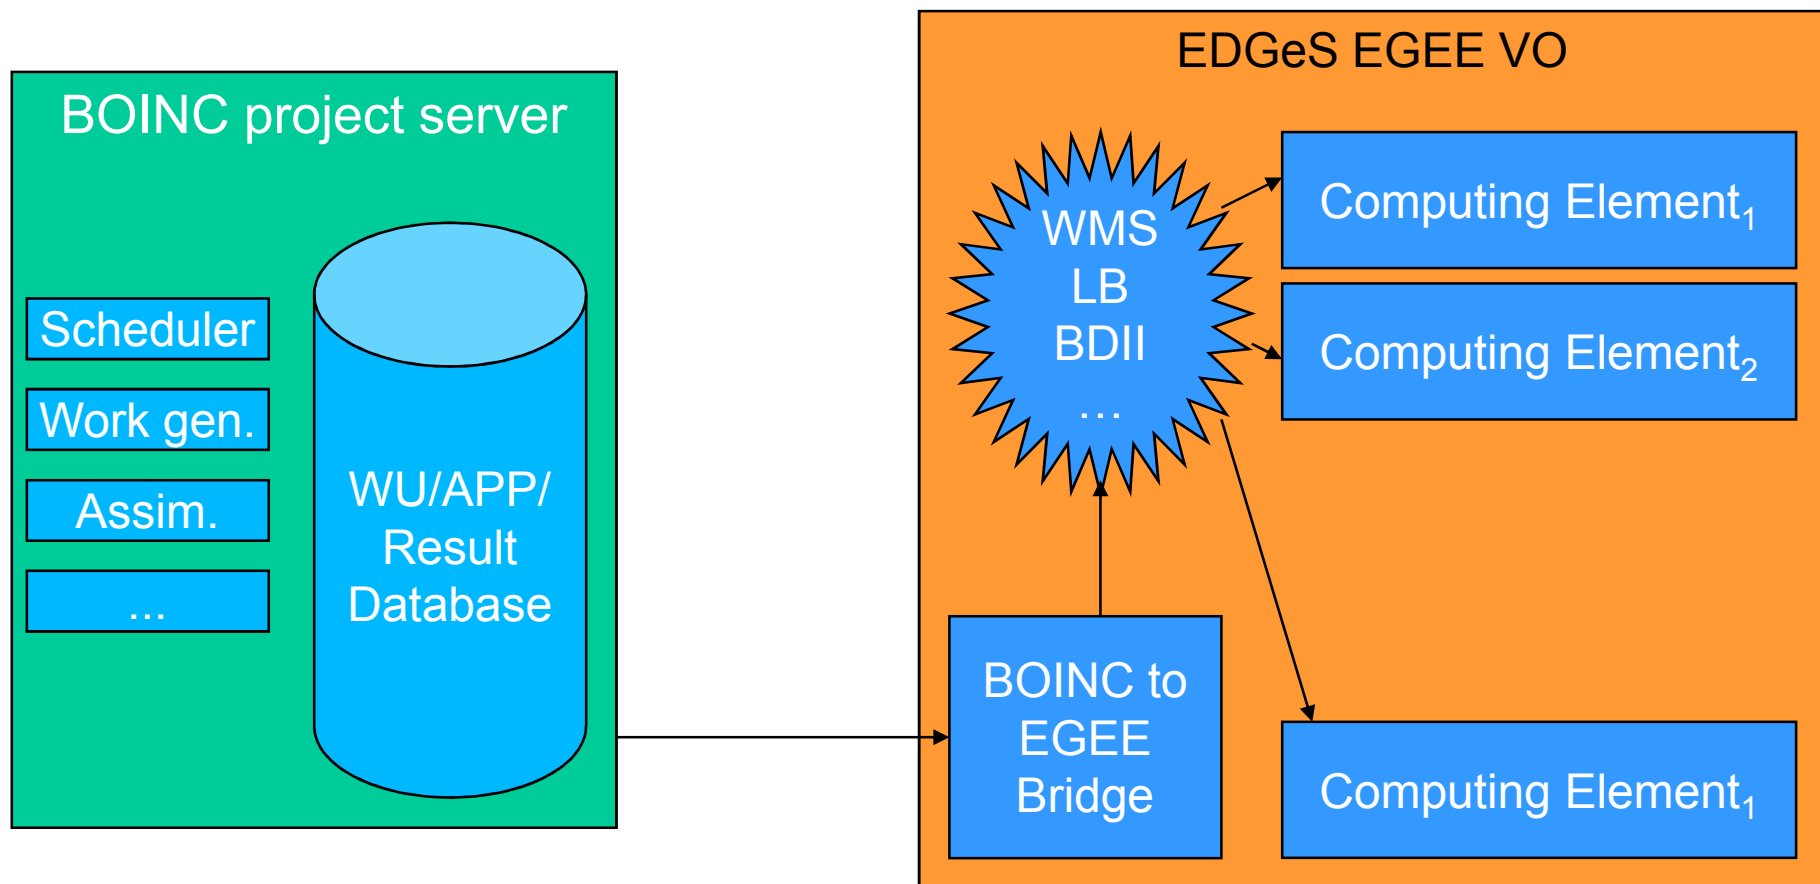 BOINC project server
Scheduler
Work gen.
Assim.
...
WU/APP/
Result
Database
EDGeS EGEE VO
WMS
LB
BDII
…
BOINC to
EGEE
Bridge
Computing Element₁
Computing Element₂
Computing Element₁